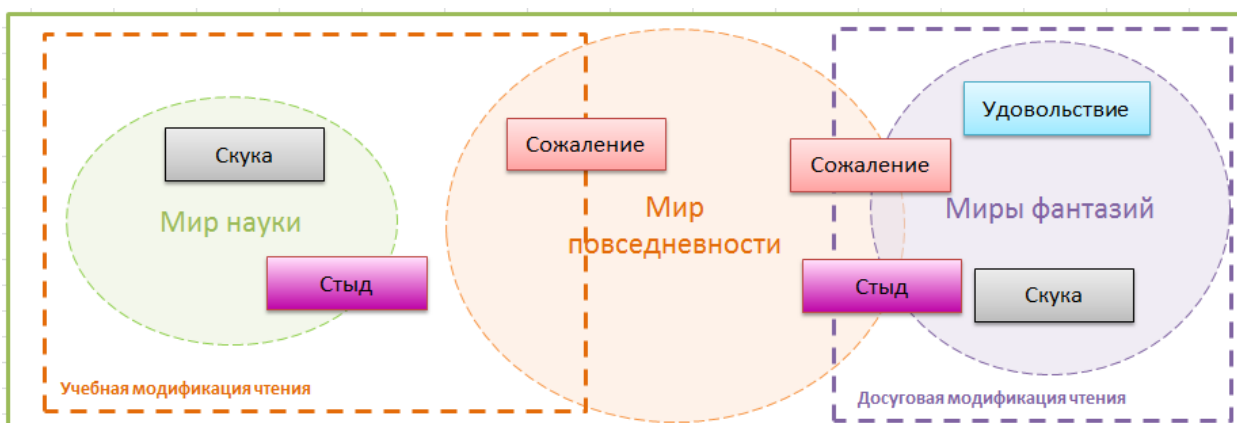 Удовольствие
Сожаление
Скука
Сожаление
Мир науки
Мир
повседневности
Миры фантазий
Стыд
Стыд
Скука
Учебная модификация чтения
Досуговая модификация чтения